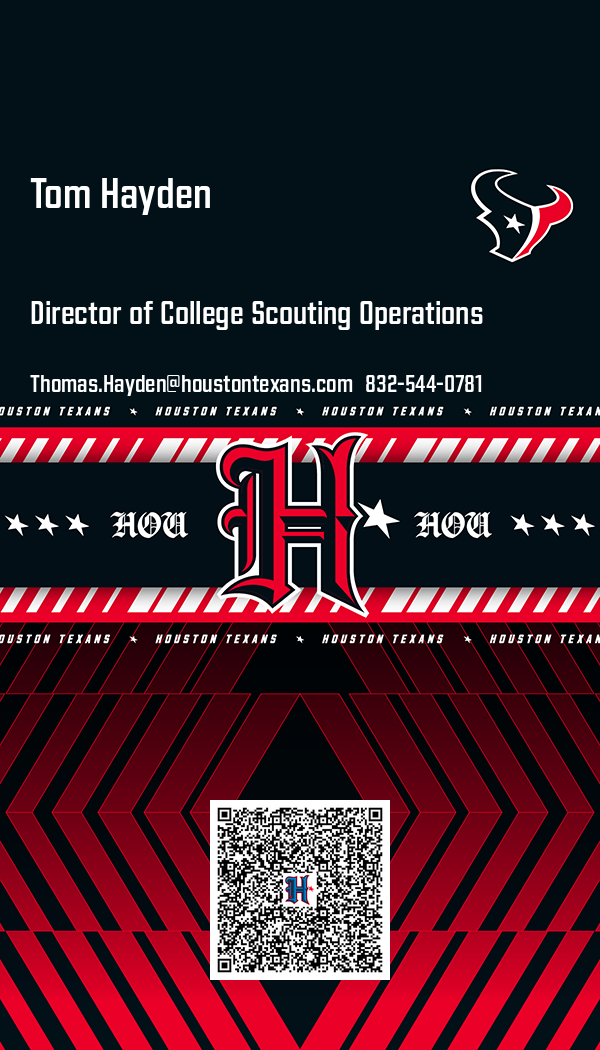 Tom Hayden
Director of College Scouting Operations
Thomas.Hayden@houstontexans.com 832-544-0781
HOUSTON TEXANS HOUSTON TEXANS HOUSTON TEXANS HOUSTON TEXANS
HOU H HOU
HOUSTON TEXANS HOUSTON TEXANS HOUSTON TEXANS HOUSTON TEXANS
H